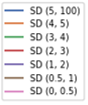 SD (5, 100)
SD (4, 5)
SD (3, 4)
SD (2, 3)
SD (1, 2)
SD (0.5, 1)
SD (0, 0.5)